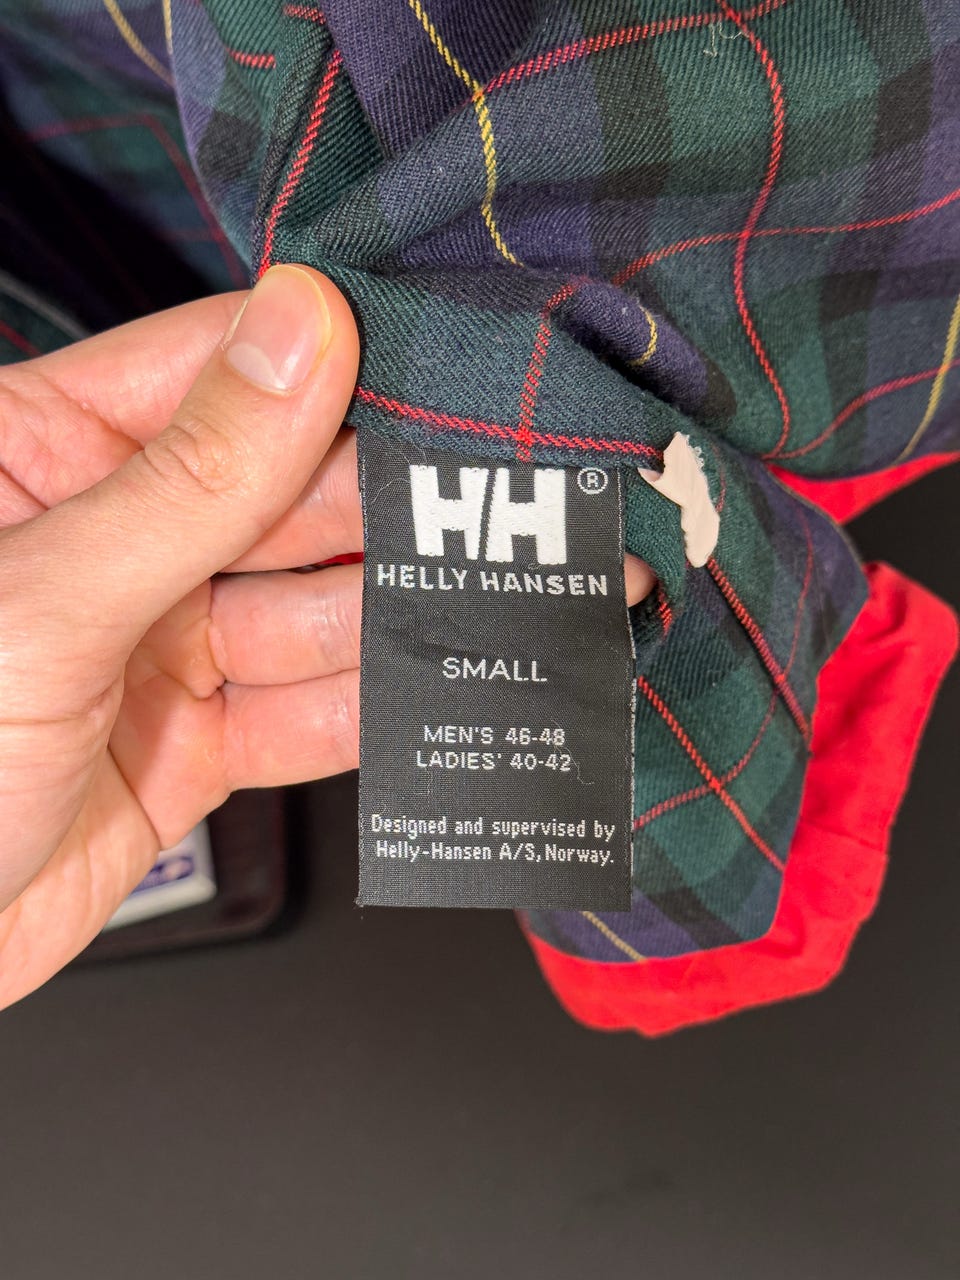 HH®
HELLY HANSEN
SMALL
MEN'S 46-48
LADIES' 40-42
Designed and supervised by
Helly-Hansen A/S, Norway.